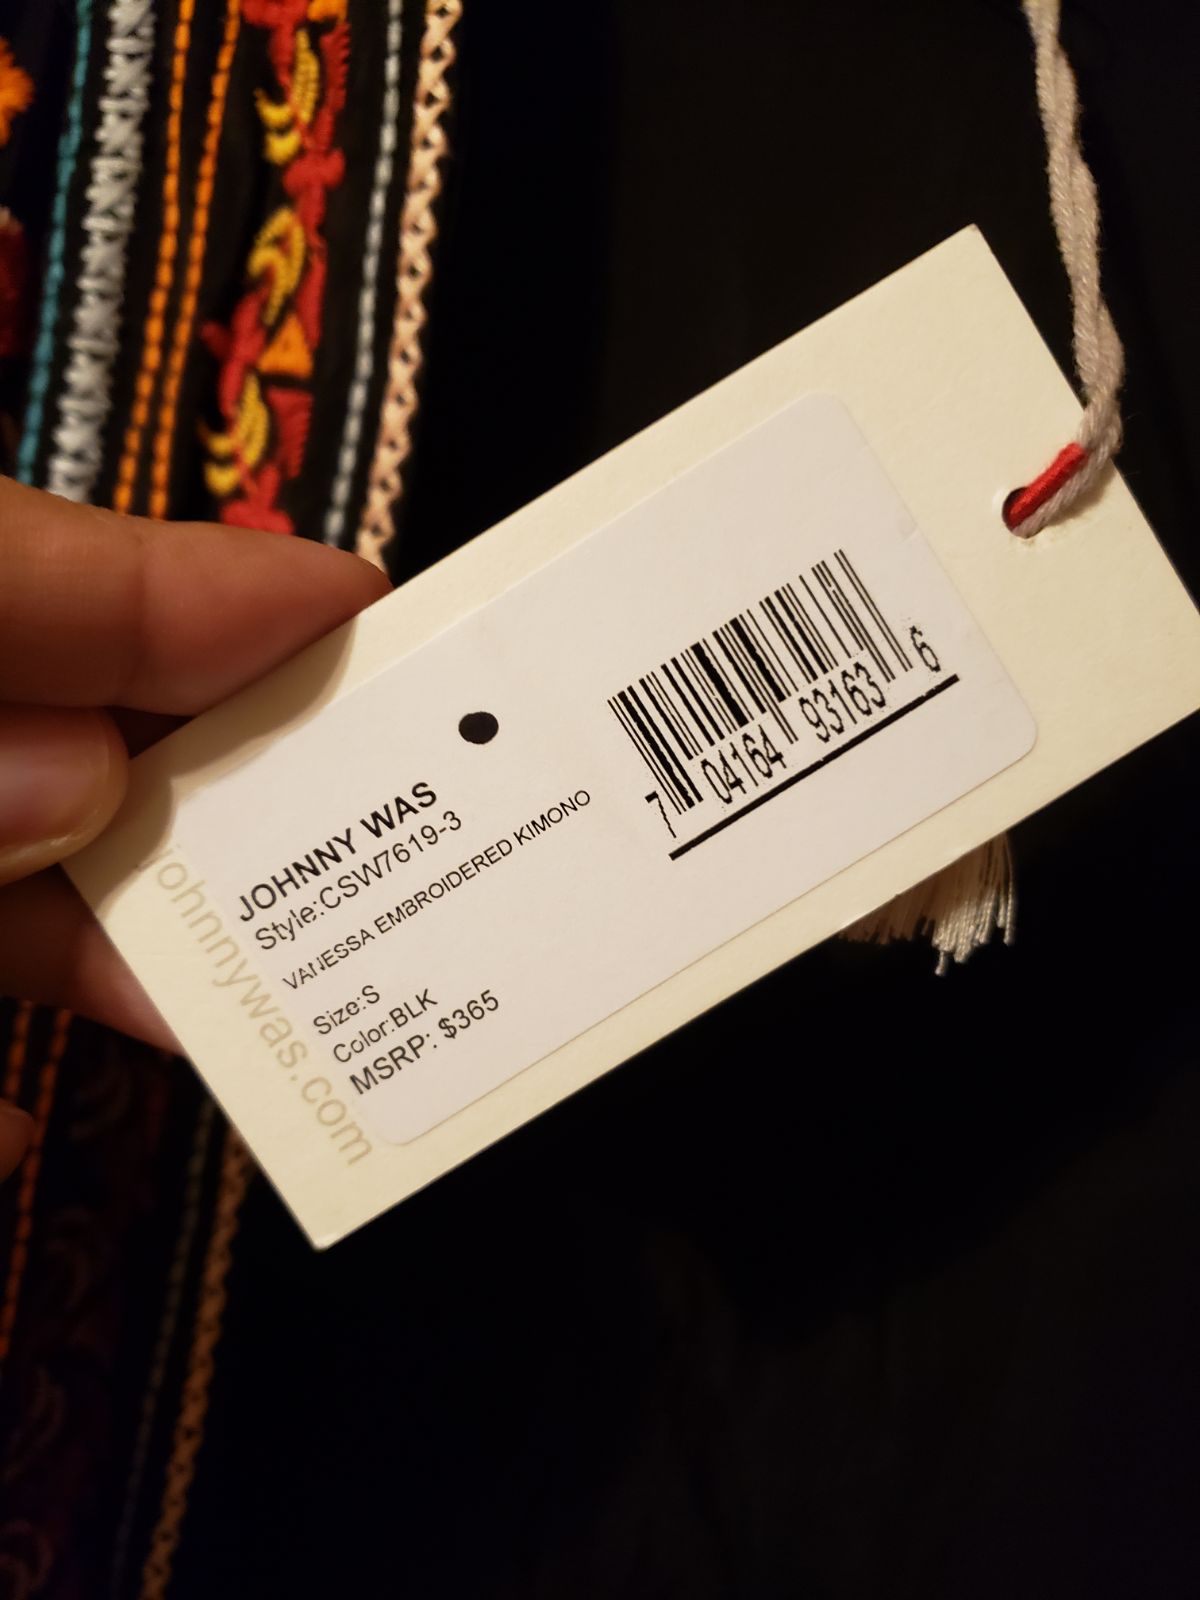 JOHNNY WAS
Style:CSW7619-3
VANESSA EMBROIDERED KIMONO
Size:S
Color:BLK
MSRP: $365
7 04164 93163 6
johnnywas.com